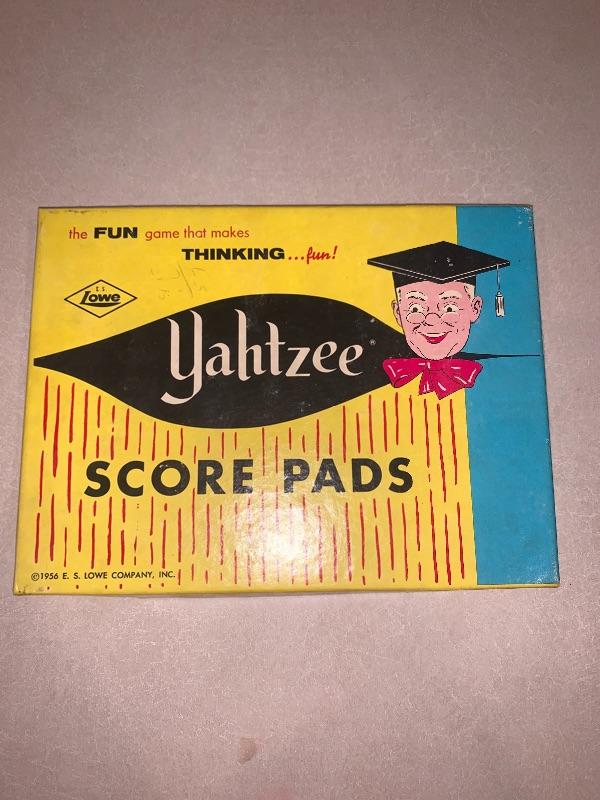 the FUN game that makes
THINKING...fun!
E.S.
Lowe
Yahtzee®
SCORE PADS
©1956 E. S. LOWE COMPANY, INC.